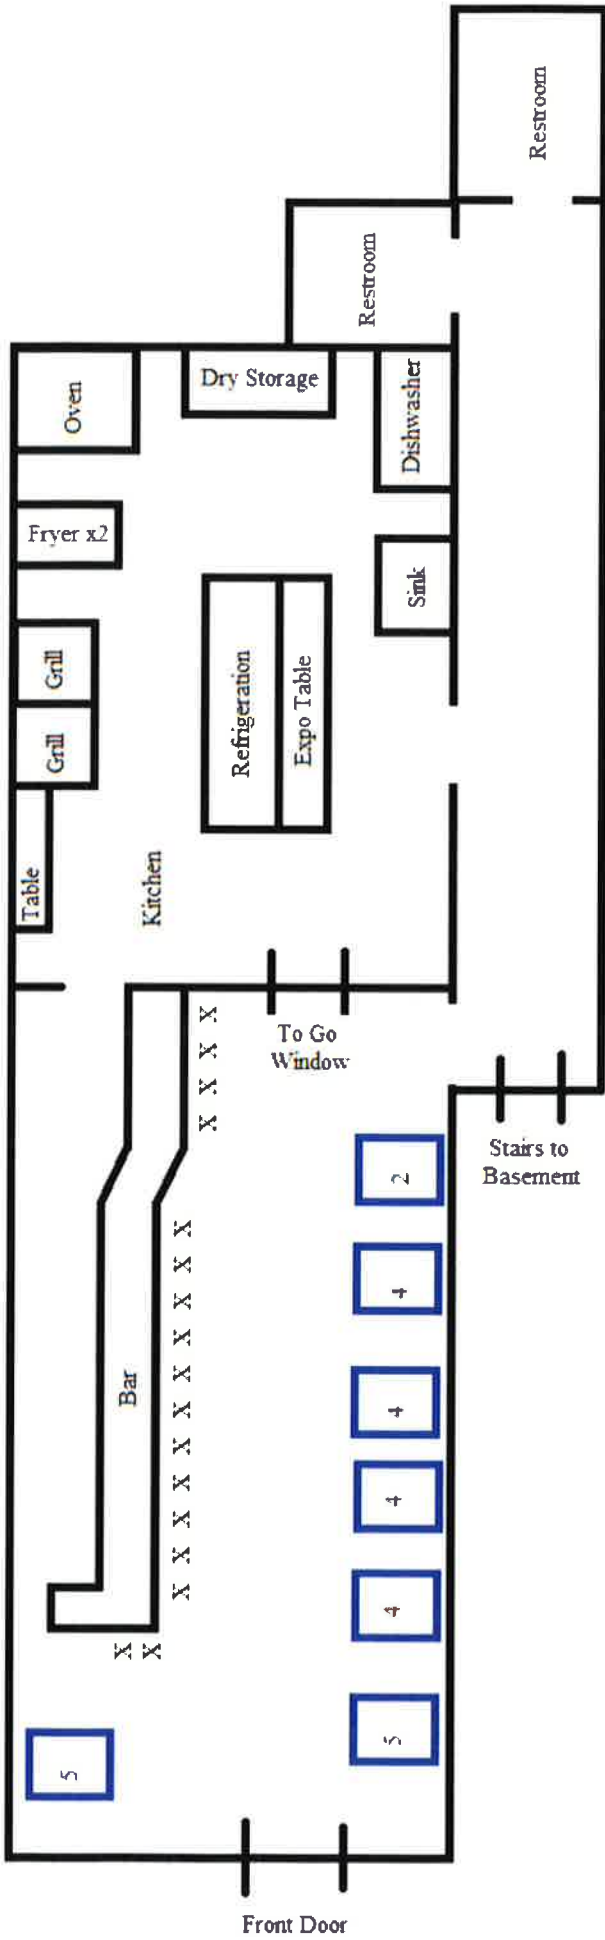 Restroom
Restroom
Oven
Dry Storage
Dishwasher
Fryer x2
Sink
Grill
Grill
Refrigeration
Expo Table
Table
Kitchen
To Go
Window
X X X X
Stairs to
Basement
2
4
4
4
4
5
5
Bar
X X X X X X X X X X X
X X
Front Door